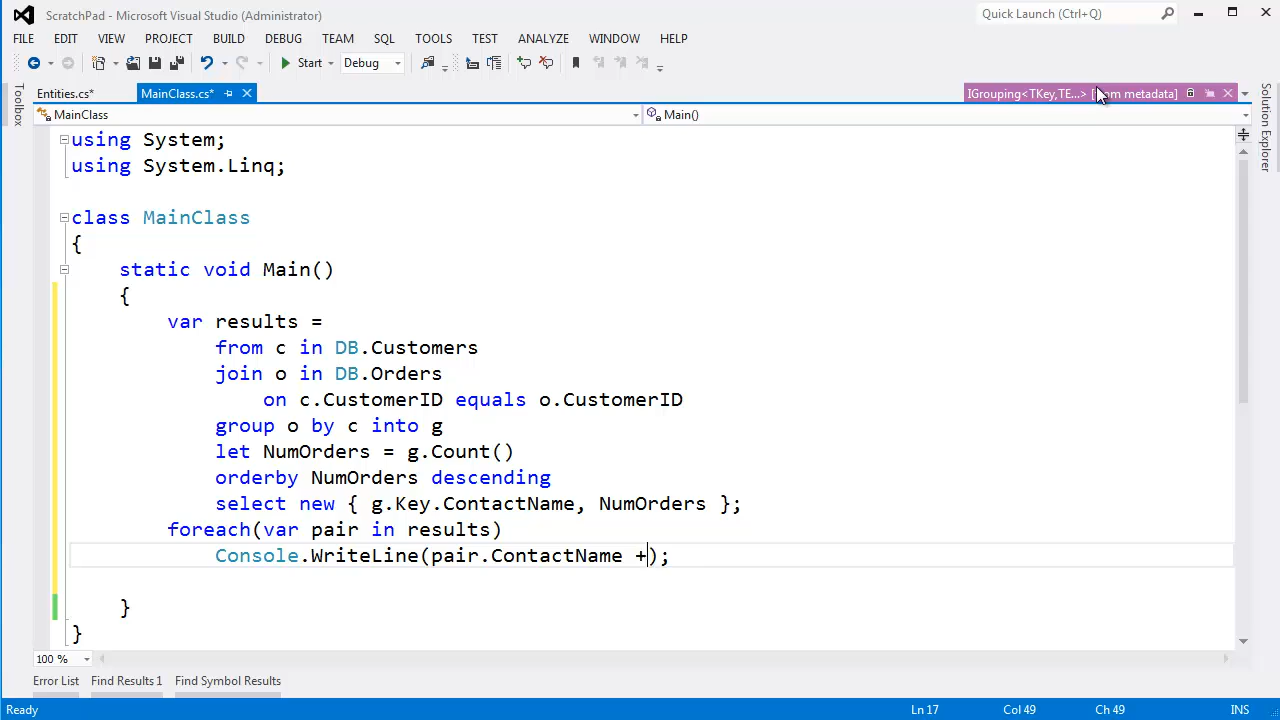 ScratchPad - Microsoft Visual Studio (Administrator)
Quick Launch (Ctrl+Q)
FILE EDIT VIEW PROJECT BUILD DEBUG TEAM SQL TOOLS TEST ANALYZE WINDOW HELP
Start Debug
Toolbox
Entities.cs* MainClass.cs* IGrouping<TKey,TE...> metadata]
Solution Explorer
MainClass Main()
using System;
using System.Linq;
class MainClass
{
static void Main()
{
var results =
from c in DB.Customers
join o in DB.Orders
on c.CustomerID equals o.CustomerID
group o by c into g
let NumOrders = g.Count()
orderby NumOrders descending
select new { g.Key.ContactName, NumOrders };
foreach(var pair in results)
Console.WriteLine(pair.ContactName +);
}
}
100 %
Error List Find Results 1 Find Symbol Results
Ready Ln 17 Col 49 Ch 49 INS